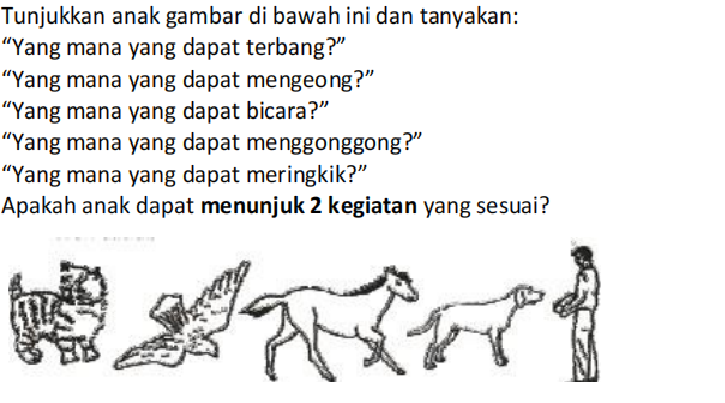 Tunjukkan anak gambar di bawah ini dan tanyakan:
“Yang mana yang dapat terbang?”
“Yang mana yang dapat mengeong?”
“Yang mana yang dapat bicara?”
“Yang mana yang dapat menggonggong?”
“Yang mana yang dapat meringkik?”
Apakah anak dapat menunjuk 2 kegiatan yang sesuai?